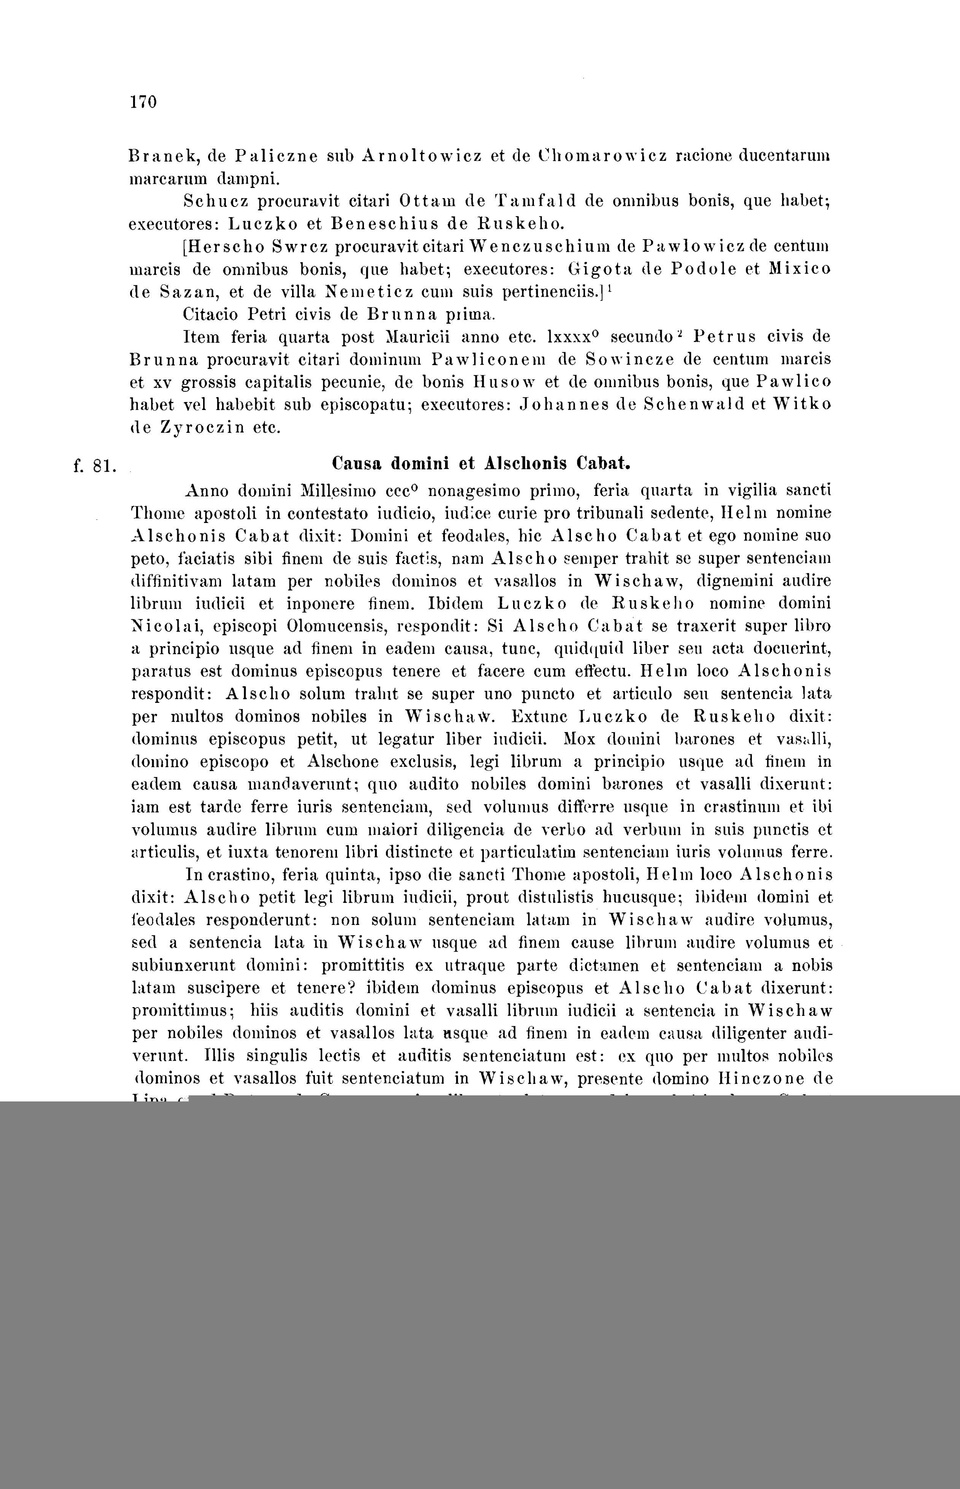 170
Branek, de Paliczne sub Arnoltowicz et de Chomarowicz racione ducentarum
marcarum dampni.
Schucz procuravit citari Ottam de Tamfald de omnibus bonis, que habet;
executores: Luczko et Beneschius de Ruskeho.
[Herscho Swrcz procuravit citari Wenczuschium de Pawlowicz de centum
marcis de omnibus bonis, que habet; executores: Gigota de Podole et Mixico
de Sazan, et de villa Nemeticz cum suis pertinenciis.]¹
Citacio Petri civis de Brunna prima.
Item feria quarta post Mauricii anno etc. lxxxxº secundo² Petrus civis de
Brunna procuravit citari dominum Pawliconem de Sowincze de centum marcis
et xv grossis capitalis pecunie, de bonis Husow et de omnibus bonis, que Pawlico
habet vel habebit sub episcopatu; executores: Johannes de Schenwald et Witko
de Zyroczin etc.
f. 81. Causa domini et Alschonis Cabat.
Anno domini Millesimo cccº nonagesimo primo, feria quarta in vigilia sancti
Thome apostoli in contestato iudicio, iudice curie pro tribunali sedente, Helm nomine
Alschonis Cabat dixit: Domini et feodales, hic Alscho Cabat et ego nomine suo
peto, faciatis sibi finem de suis factis, nam Alscho semper trahit se super sentenciam
diffinitivam latam per nobiles dominos et vasallos in Wischaw, dignemini audire
librum iudicii et inponere finem. Ibidem Luczko de Ruskeho nomine domini
Nicolai, episcopi Olomucensis, respondit: Si Alscho Cabat se traxerit super libro
a principio usque ad finem in eadem causa, tunc, quidquid liber seu acta docuerint,
paratus est dominus episcopus tenere et facere cum effectu. Helm loco Alschonis
respondit: Alscho solum trahit se super uno puncto et articulo seu sentencia lata
per multos dominos nobiles in Wischaw. Extunc Luczko de Ruskeho dixit:
dominus episcopus petit, ut legatur liber iudicii. Mox domini barones et vasalli,
domino episcopo et Alschone exclusis, legi librum a principio usque ad finem in
eadem causa mandaverunt; quo audito nobiles domini barones et vasalli dixerunt:
iam est tarde ferre iuris sentenciam, sed volumus differre usque in crastinum et ibi
volumus audire librum cum maiori diligencia de verbo ad verbum in suis punctis et
articulis, et iuxta tenorem libri distincte et particulatim sentenciam iuris volumus ferre.
In crastino, feria quinta, ipso die sancti Thome apostoli, Helm loco Alschonis
dixit: Alscho petit legi librum iudicii, prout distulistis hucusque; ibidem domini et
feodales responderunt: non solum sentenciam latam in Wischaw audire volumus,
sed a sentencia lata in Wischaw usque ad finem cause librum audire volumus et
subiunxerunt domini: promittitis ex utraque parte dictamen et sentenciam a nobis
latam suscipere et tenere? ibidem dominus episcopus et Alscho Cabat dixerunt:
promittimus; hiis auditis domini et vasalli librum iudicii a sentencia in Wischaw
per nobiles dominos et vasallos lata usque ad finem in eadem causa diligenter audi-
verunt. Illis singulis lectis et auditis sentenciatum est: ex quo per multos nobiles
dominos et vasallos fuit sentenciatum in Wischaw, presente domino Hinczone de